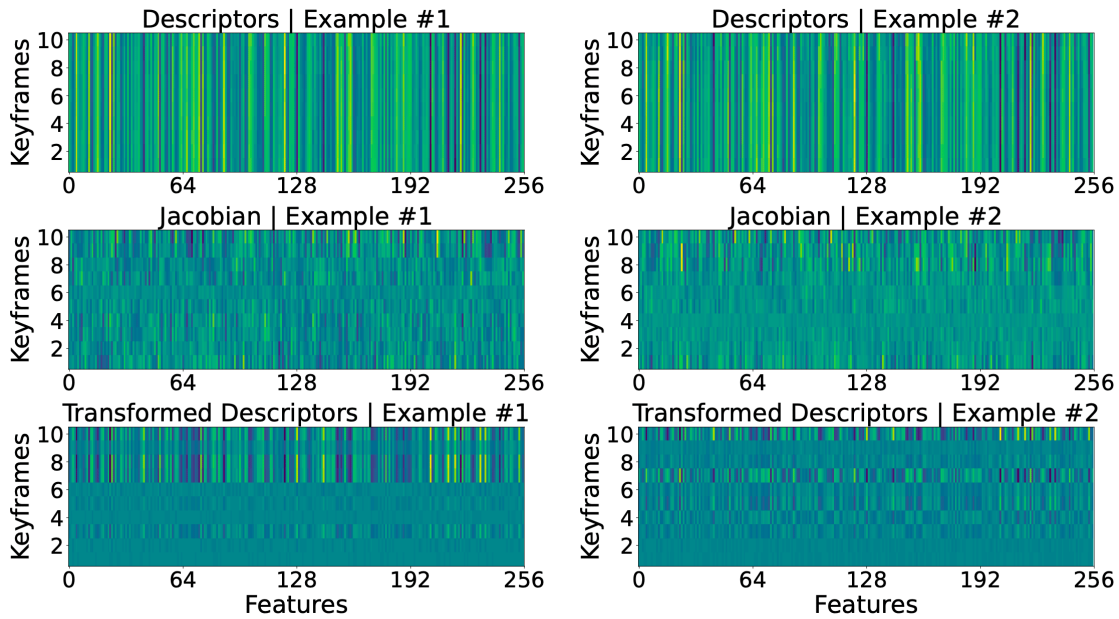 Descriptors | Example #1
Keyframes
10
8
6
4
2
0 64 128 192 256
Descriptors | Example #2
Keyframes
10
8
6
4
2
0 64 128 192 256
Jacobian | Example #1
Keyframes
10
8
6
4
2
0 64 128 192 256
Jacobian | Example #2
Keyframes
10
8
6
4
2
0 64 128 192 256
Transformed Descriptors | Example #1
Keyframes
10
8
6
4
2
0 64 128 192 256
Features
Transformed Descriptors | Example #2
Keyframes
10
8
6
4
2
0 64 128 192 256
Features